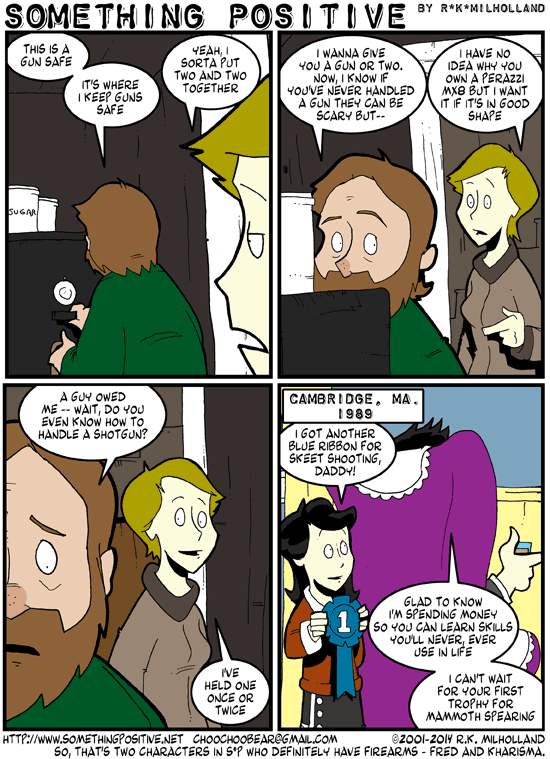 SOMETHING POSITIVE BY R*K*MILHOLLAND
THIS IS A
GUN SAFE
IT'S WHERE
I KEEP GUNS
SAFE
YEAH, I
SORTA PUT
TWO AND TWO
TOGETHER
SUGAR
I WANNA GIVE
YOU A GUN OR TWO.
NOW, I KNOW IF
YOU'VE NEVER HANDLED
A GUN THEY CAN BE
SCARY BUT--
I HAVE NO
IDEA WHY YOU
OWN A PERAZZI
MX8 BUT I WANT
IT IF IT'S IN GOOD
SHAPE
A GUY OWED
ME -- WAIT, DO YOU
EVEN KNOW HOW TO
HANDLE A SHOTGUN?
I'VE
HELD ONE
ONCE OR
TWICE
CAMBRIDGE, MA.
1989
I GOT ANOTHER
BLUE RIBBON FOR
SKEET SHOOTING,
DADDY!
1
GLAD TO KNOW
I'M SPENDING MONEY
SO YOU CAN LEARN SKILLS
YOU'LL NEVER, EVER
USE IN LIFE
I CAN'T WAIT
FOR YOUR FIRST
TROPHY FOR
MAMMOTH SPEARING
HTTP://WWW.SOMETHINGPOSITIVE.NET CHOOCHOOBEAR@GMAIL.COM ©2001-2014 R.K. MILHOLLAND
SO, THAT'S TWO CHARACTERS IN S*P WHO DEFINITELY HAVE FIREARMS - FRED AND KHARISMA.